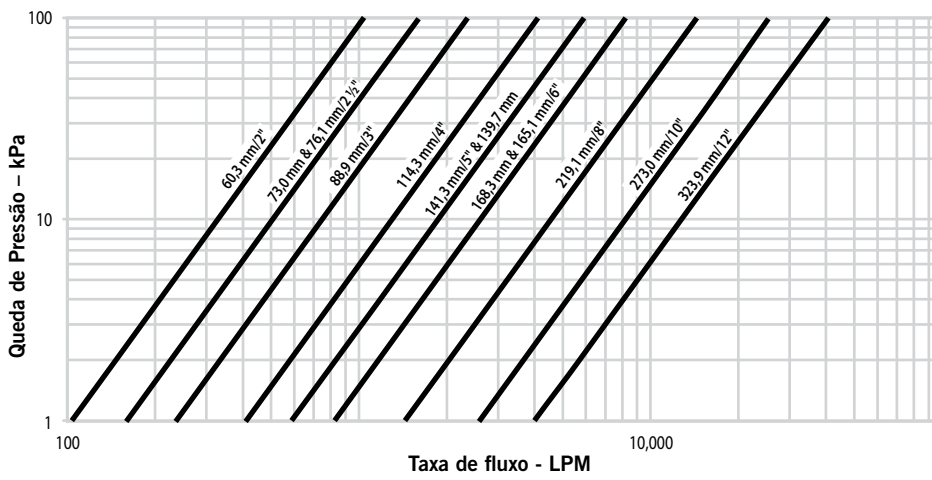 100
10
1
Queda de Pressão – kPa
60,3 mm/2"
73,0 mm & 76,1 mm/2 ½"
88,9 mm/3"
114,3 mm/4"
141,3 mm/5" & 139,7 mm
168,3 mm & 165,1 mm/6"
219,1 mm/8"
273,0 mm/10"
323,9 mm/12"
100
10,000
Taxa de fluxo - LPM